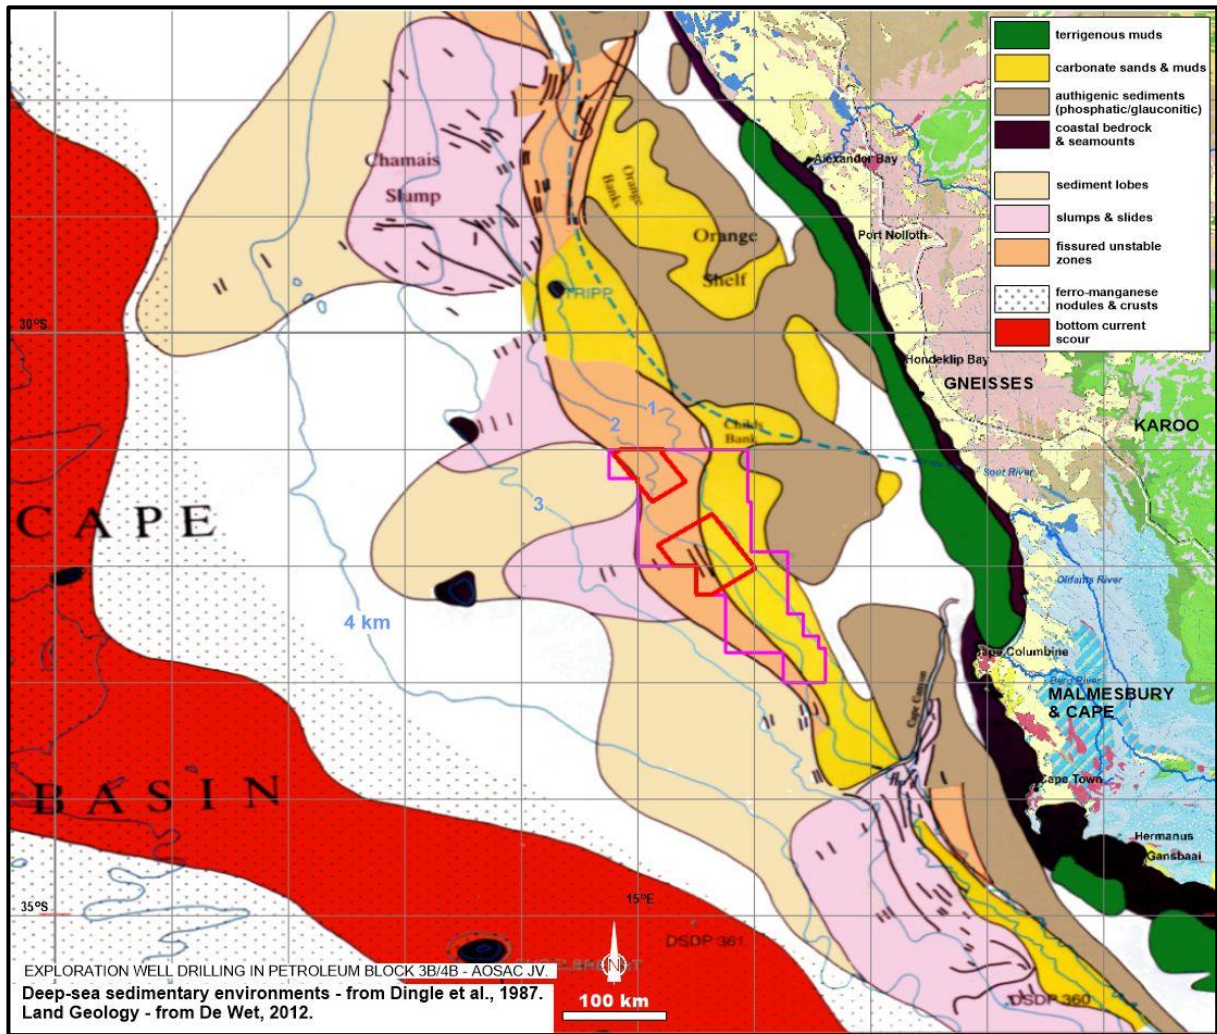 terrigenous muds
carbonate sands & muds
authigenic sediments
(phosphatic/glauconitic)
coastal bedrock
& seamounts
sediment lobes
slumps & slides
fissured unstable
zones
ferro-manganese
nodules & crusts
bottom current
scour
Chamais
Slump
Orange
Banks
Orange
Shelf
Alexander Bay
Port Nolloth
TRIPP
30°S
Hondeklip Bay
GNEISSES
KAROO
1
2
Childs
Bank
Soot River
3
CAPE
Olifants River
4 km
Cape Columbine
Berg River
MALMESBURY
& CAPE
Cape Canyon
Cape Town
BASIN
Hermanus
Gansbaai
35°S
15°E
DSDP 361
N
DSDP 360
100 km
EXPLORATION WELL DRILLING IN PETROLEUM BLOCK 3B/4B - AOSAC JV.
Deep-sea sedimentary environments - from Dingle et al., 1987.
Land Geology - from De Wet, 2012.